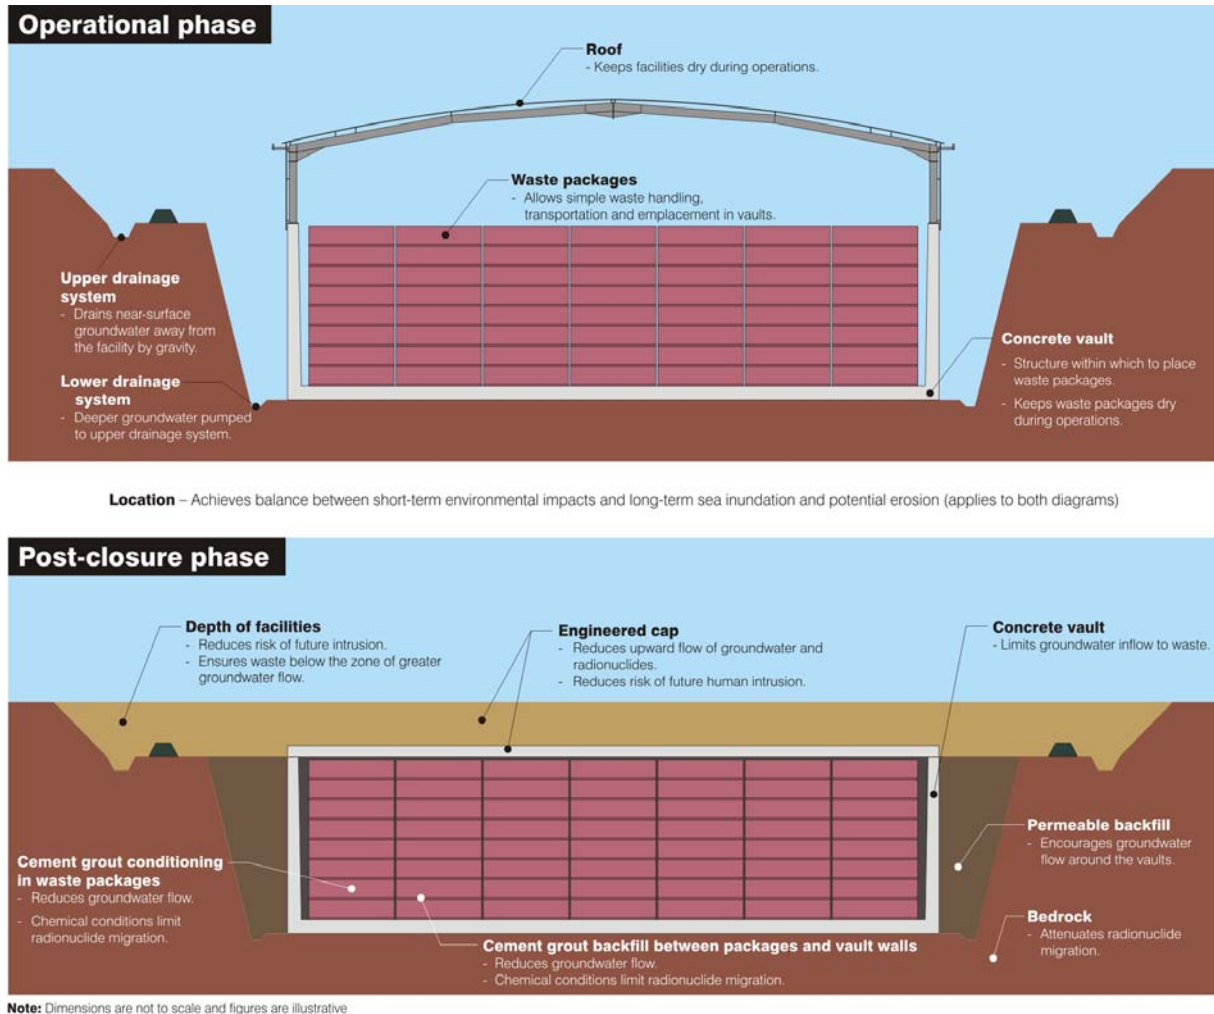 Operational phase
Roof
- Keeps facilities dry during operations.
Waste packages
- Allows simple waste handling,
transportation and emplacement in vaults.
Upper drainage
system
- Drains near-surface
groundwater away from
the facility by gravity.
Lower drainage
system
- Deeper groundwater pumped
to upper drainage system.
Concrete vault
- Structure within which to place
waste packages.
- Keeps waste packages dry
during operations.
Location – Achieves balance between short-term environmental impacts and long-term sea inundation and potential erosion (applies to both diagrams)
Post-closure phase
Depth of facilities
- Reduces risk of future intrusion.
- Ensures waste below the zone of greater
groundwater flow.
Engineered cap
- Reduces upward flow of groundwater and
radionuclides.
- Reduces risk of future human intrusion.
Concrete vault
- Limits groundwater inflow to waste.
Permeable backfill
- Encourages groundwater
flow around the vaults.
Cement grout conditioning
in waste packages
- Reduces groundwater flow.
- Chemical conditions limit
radionuclide migration.
Bedrock
- Attenuates radionuclide
migration.
Cement grout backfill between packages and vault walls
- Reduces groundwater flow.
- Chemical conditions limit radionuclide migration.
Note: Dimensions are not to scale and figures are illustrative